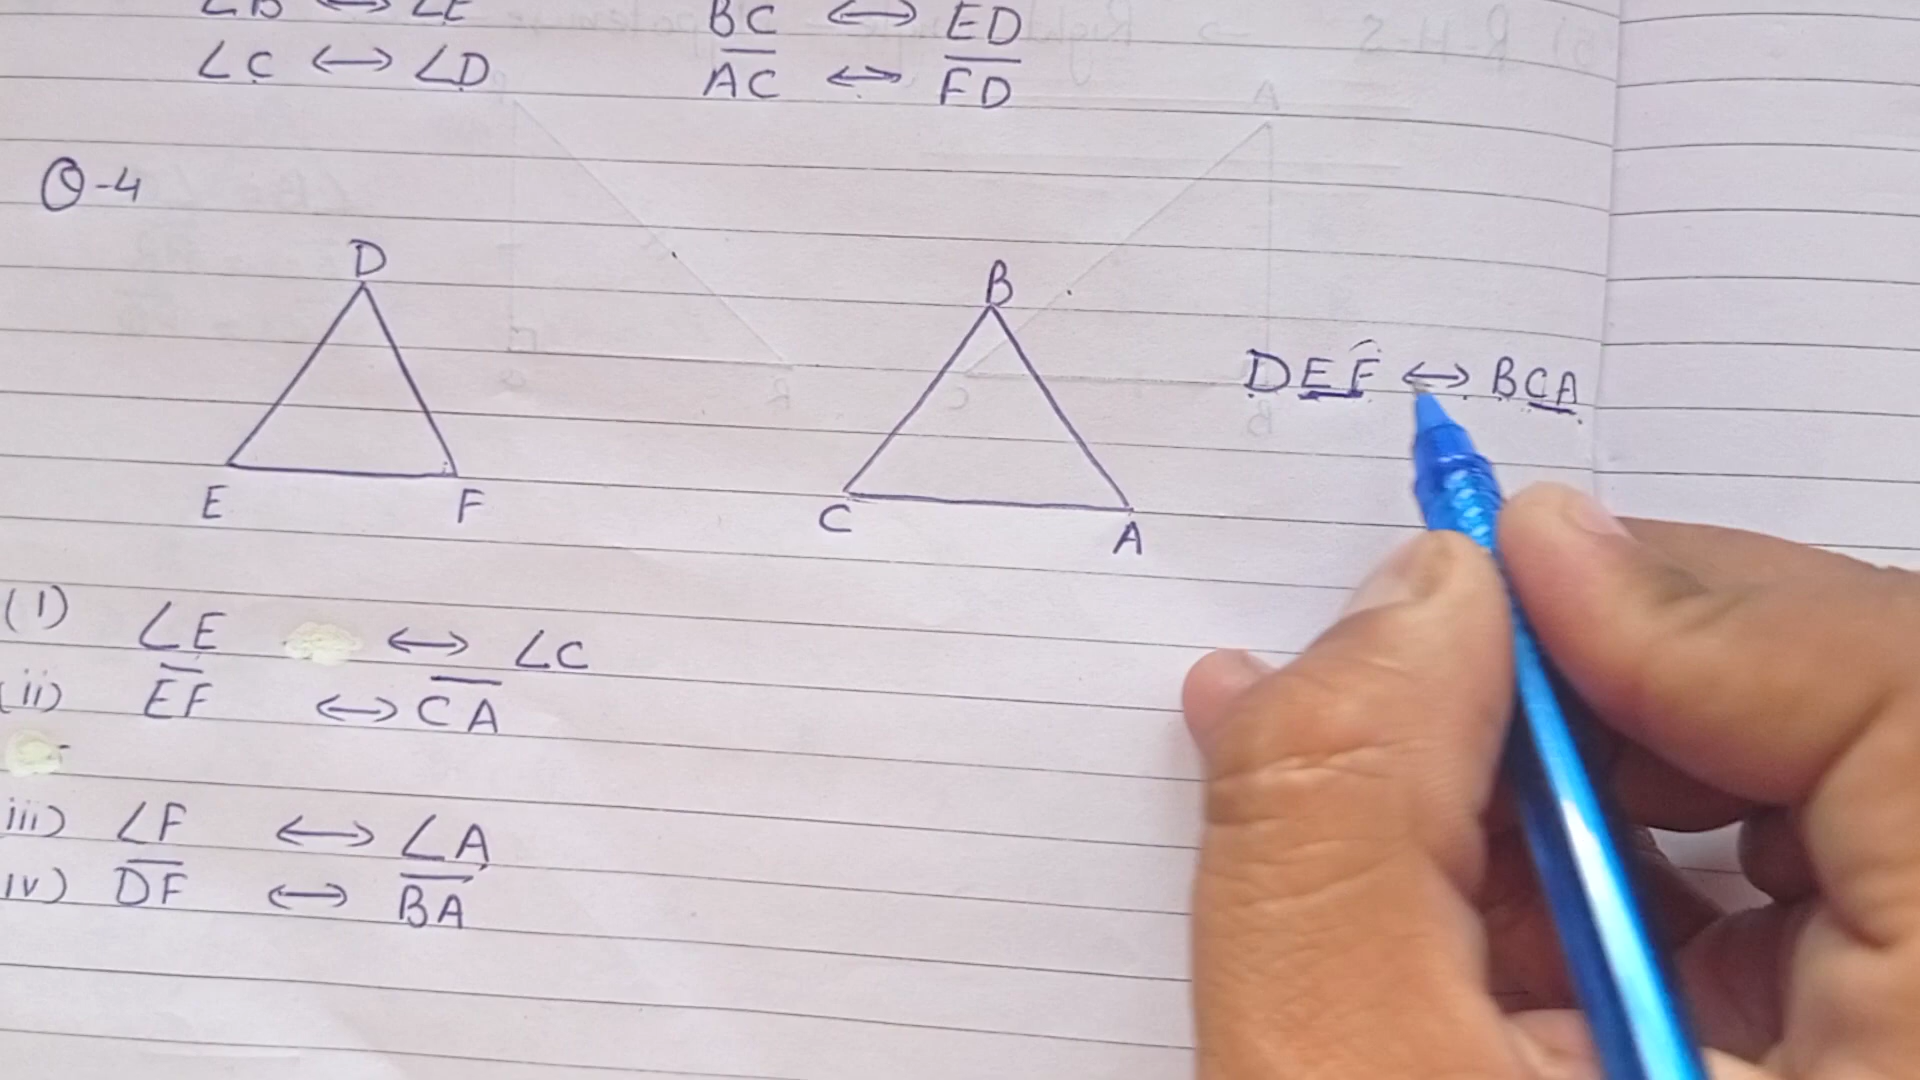 ∠B ↔ ∠E    BC ↔ ED
∠C ↔ ∠D    AC ↔ FD
Q-4
D
B
DEF ↔ BCA
E F
C A
(i) ∠E ↔ ∠C
(ii) EF ↔ CA
iii) ∠F ↔ ∠A
iv) DF ↔ BA